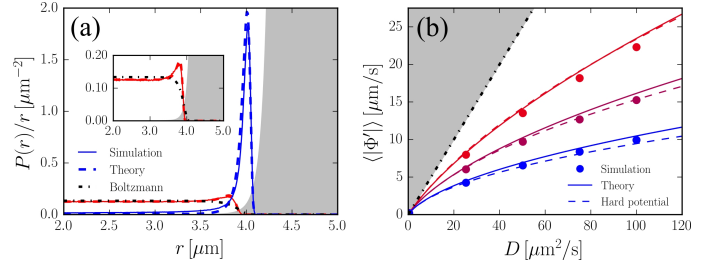 (a)
2.0
1.5
1.0
0.5
0.0
P(r)/r [μm⁻²]
0.20
0.10
0.00
2.0 3.0 4.0 5.0
Simulation
Theory
Boltzmann
2.0 2.5 3.0 3.5 4.0 4.5 5.0
r [μm]
(b)
25
20
15
10
5
0
⟨|Φ′|⟩ [μm/s]
Simulation
Theory
Hard potential
0 20 40 60 80 100 120
D [μm²/s]